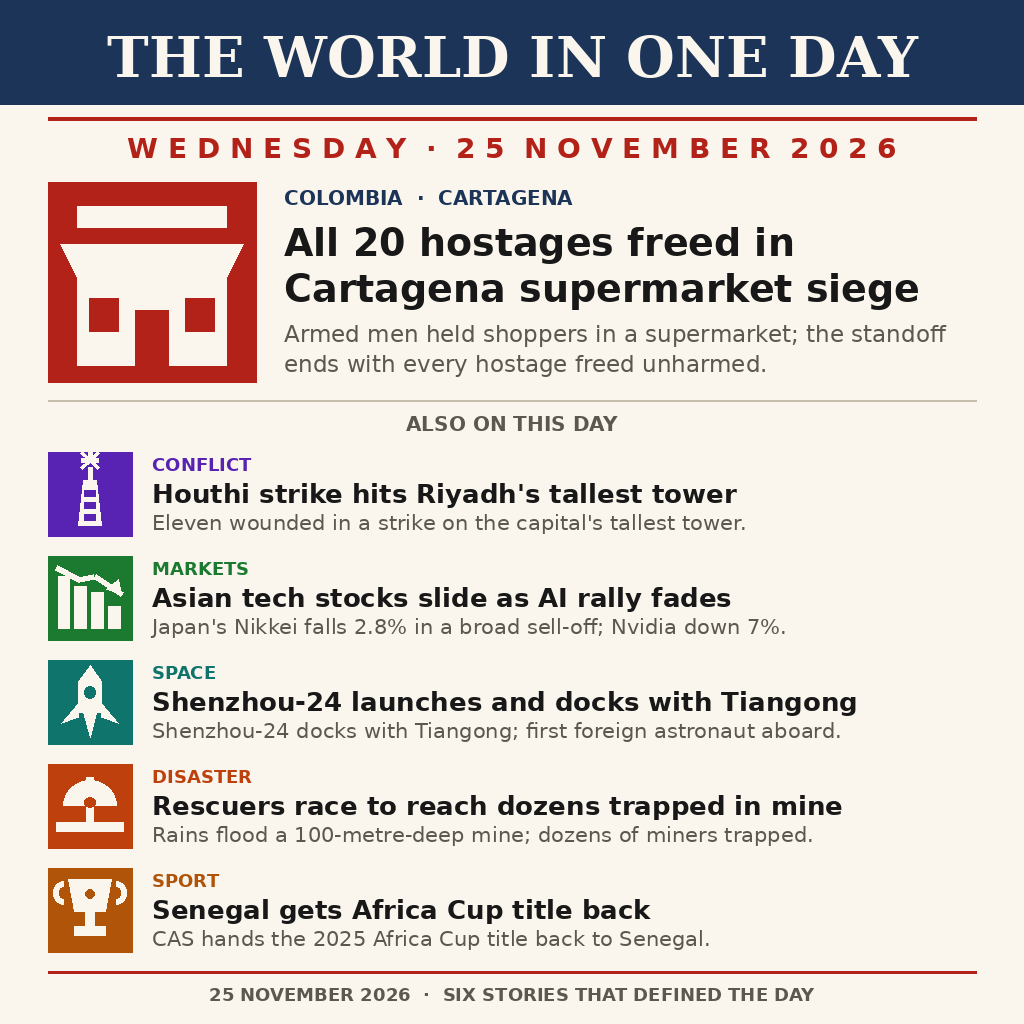 THE WORLD IN ONE DAY
WEDNESDAY · 25 NOVEMBER 2026
COLOMBIA · CARTAGENA
All 20 hostages freed in
Cartagena supermarket siege
Armed men held shoppers in a supermarket; the standoff
ends with every hostage freed unharmed.
ALSO ON THIS DAY
CONFLICT
Houthi strike hits Riyadh's tallest tower
Eleven wounded in a strike on the capital's tallest tower.
MARKETS
Asian tech stocks slide as AI rally fades
Japan's Nikkei falls 2.8% in a broad sell-off; Nvidia down 7%.
SPACE
Shenzhou-24 launches and docks with Tiangong
Shenzhou-24 docks with Tiangong; first foreign astronaut aboard.
DISASTER
Rescuers race to reach dozens trapped in mine
Rains flood a 100-metre-deep mine; dozens of miners trapped.
SPORT
Senegal gets Africa Cup title back
CAS hands the 2025 Africa Cup title back to Senegal.
25 NOVEMBER 2026 · SIX STORIES THAT DEFINED THE DAY